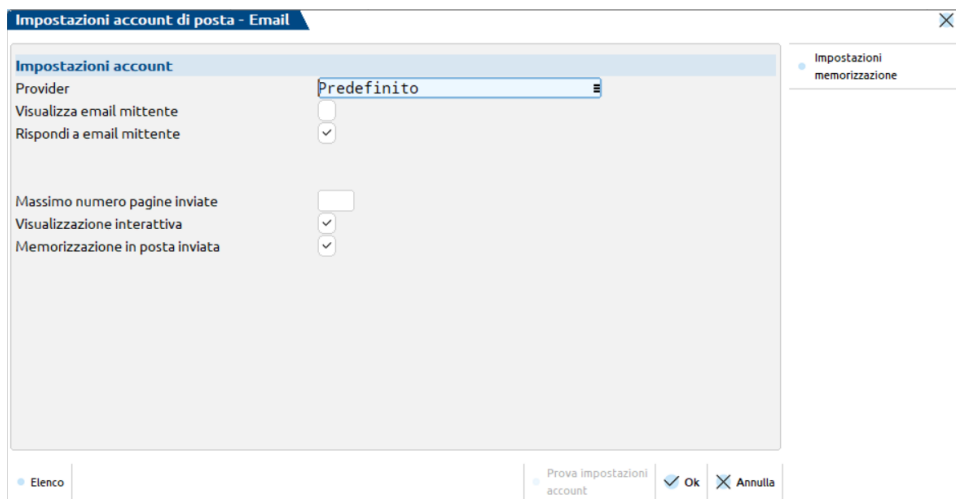 Impostazioni account di posta - Email
Impostazioni account
Provider Predefinito
Visualizza email mittente
Rispondi a email mittente
Massimo numero pagine inviate
Visualizzazione interattiva
Memorizzazione in posta inviata
Impostazioni
memorizzazione
Elenco
Prova impostazioni
account
Ok
Annulla